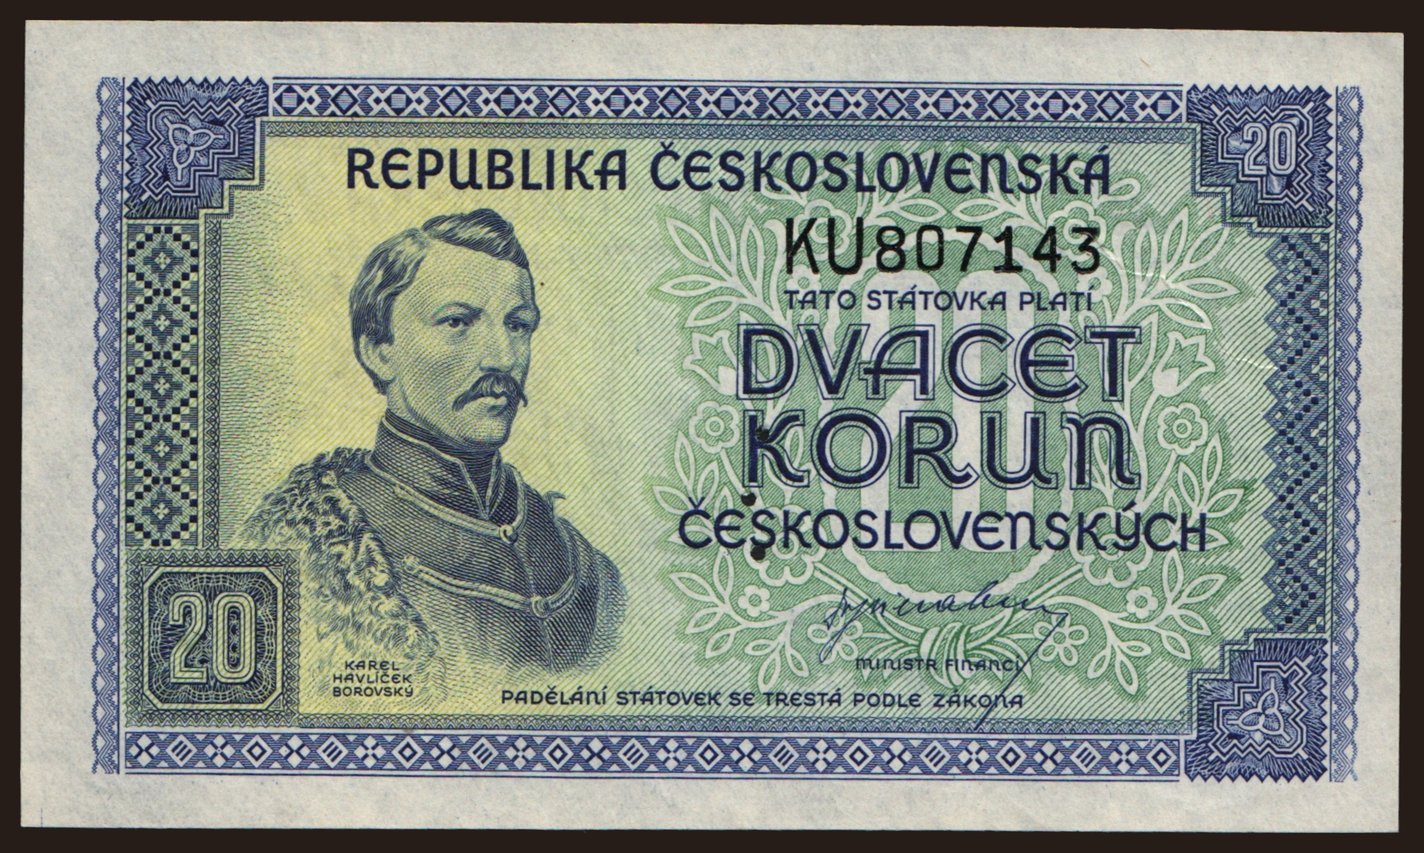 20
REPUBLIKA ČESKOSLOVENSKÁ
KU807143
TATO STÁTOVKA PLATÍ
DVACET
KORUN
20
ČESKOSLOVENSKÝCH
MINISTR FINANCÍ
20
KAREL
HAVLÍČEK
BOROVSKÝ
PADĚLÁNÍ STÁTOVEK SE TRESTÁ PODLE ZÁKONA